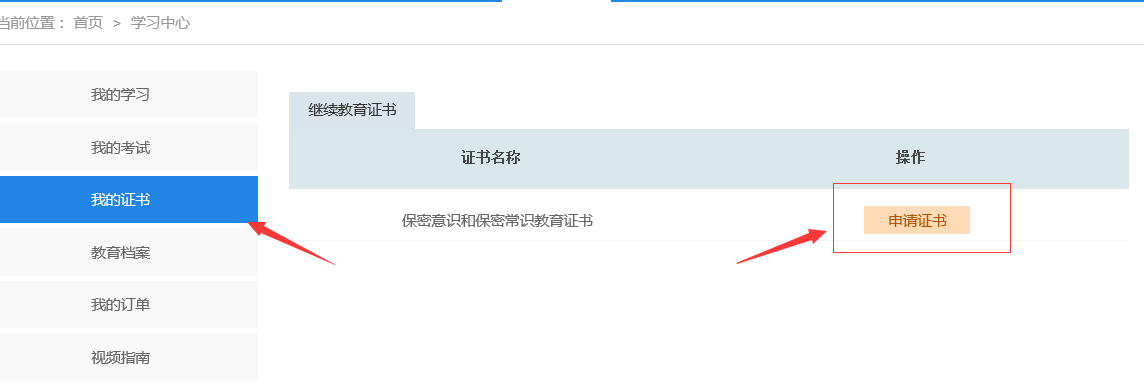 当前位置： 首页 > 学习中心
我的学习
我的考试
我的证书
教育档案
我的订单
视频指南
继续教育证书
证书名称 操作
保密意识和保密常识教育证书 申请证书